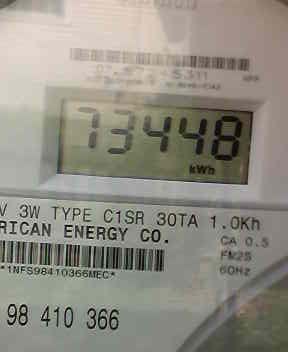 5311
73448
kWh
V 3W TYPE C1SR 30TA 1.0Kh
RICAN ENERGY CO.
CA 0.5
FM2S
60Hz
*1NFS98410366MEC*
98 410 366